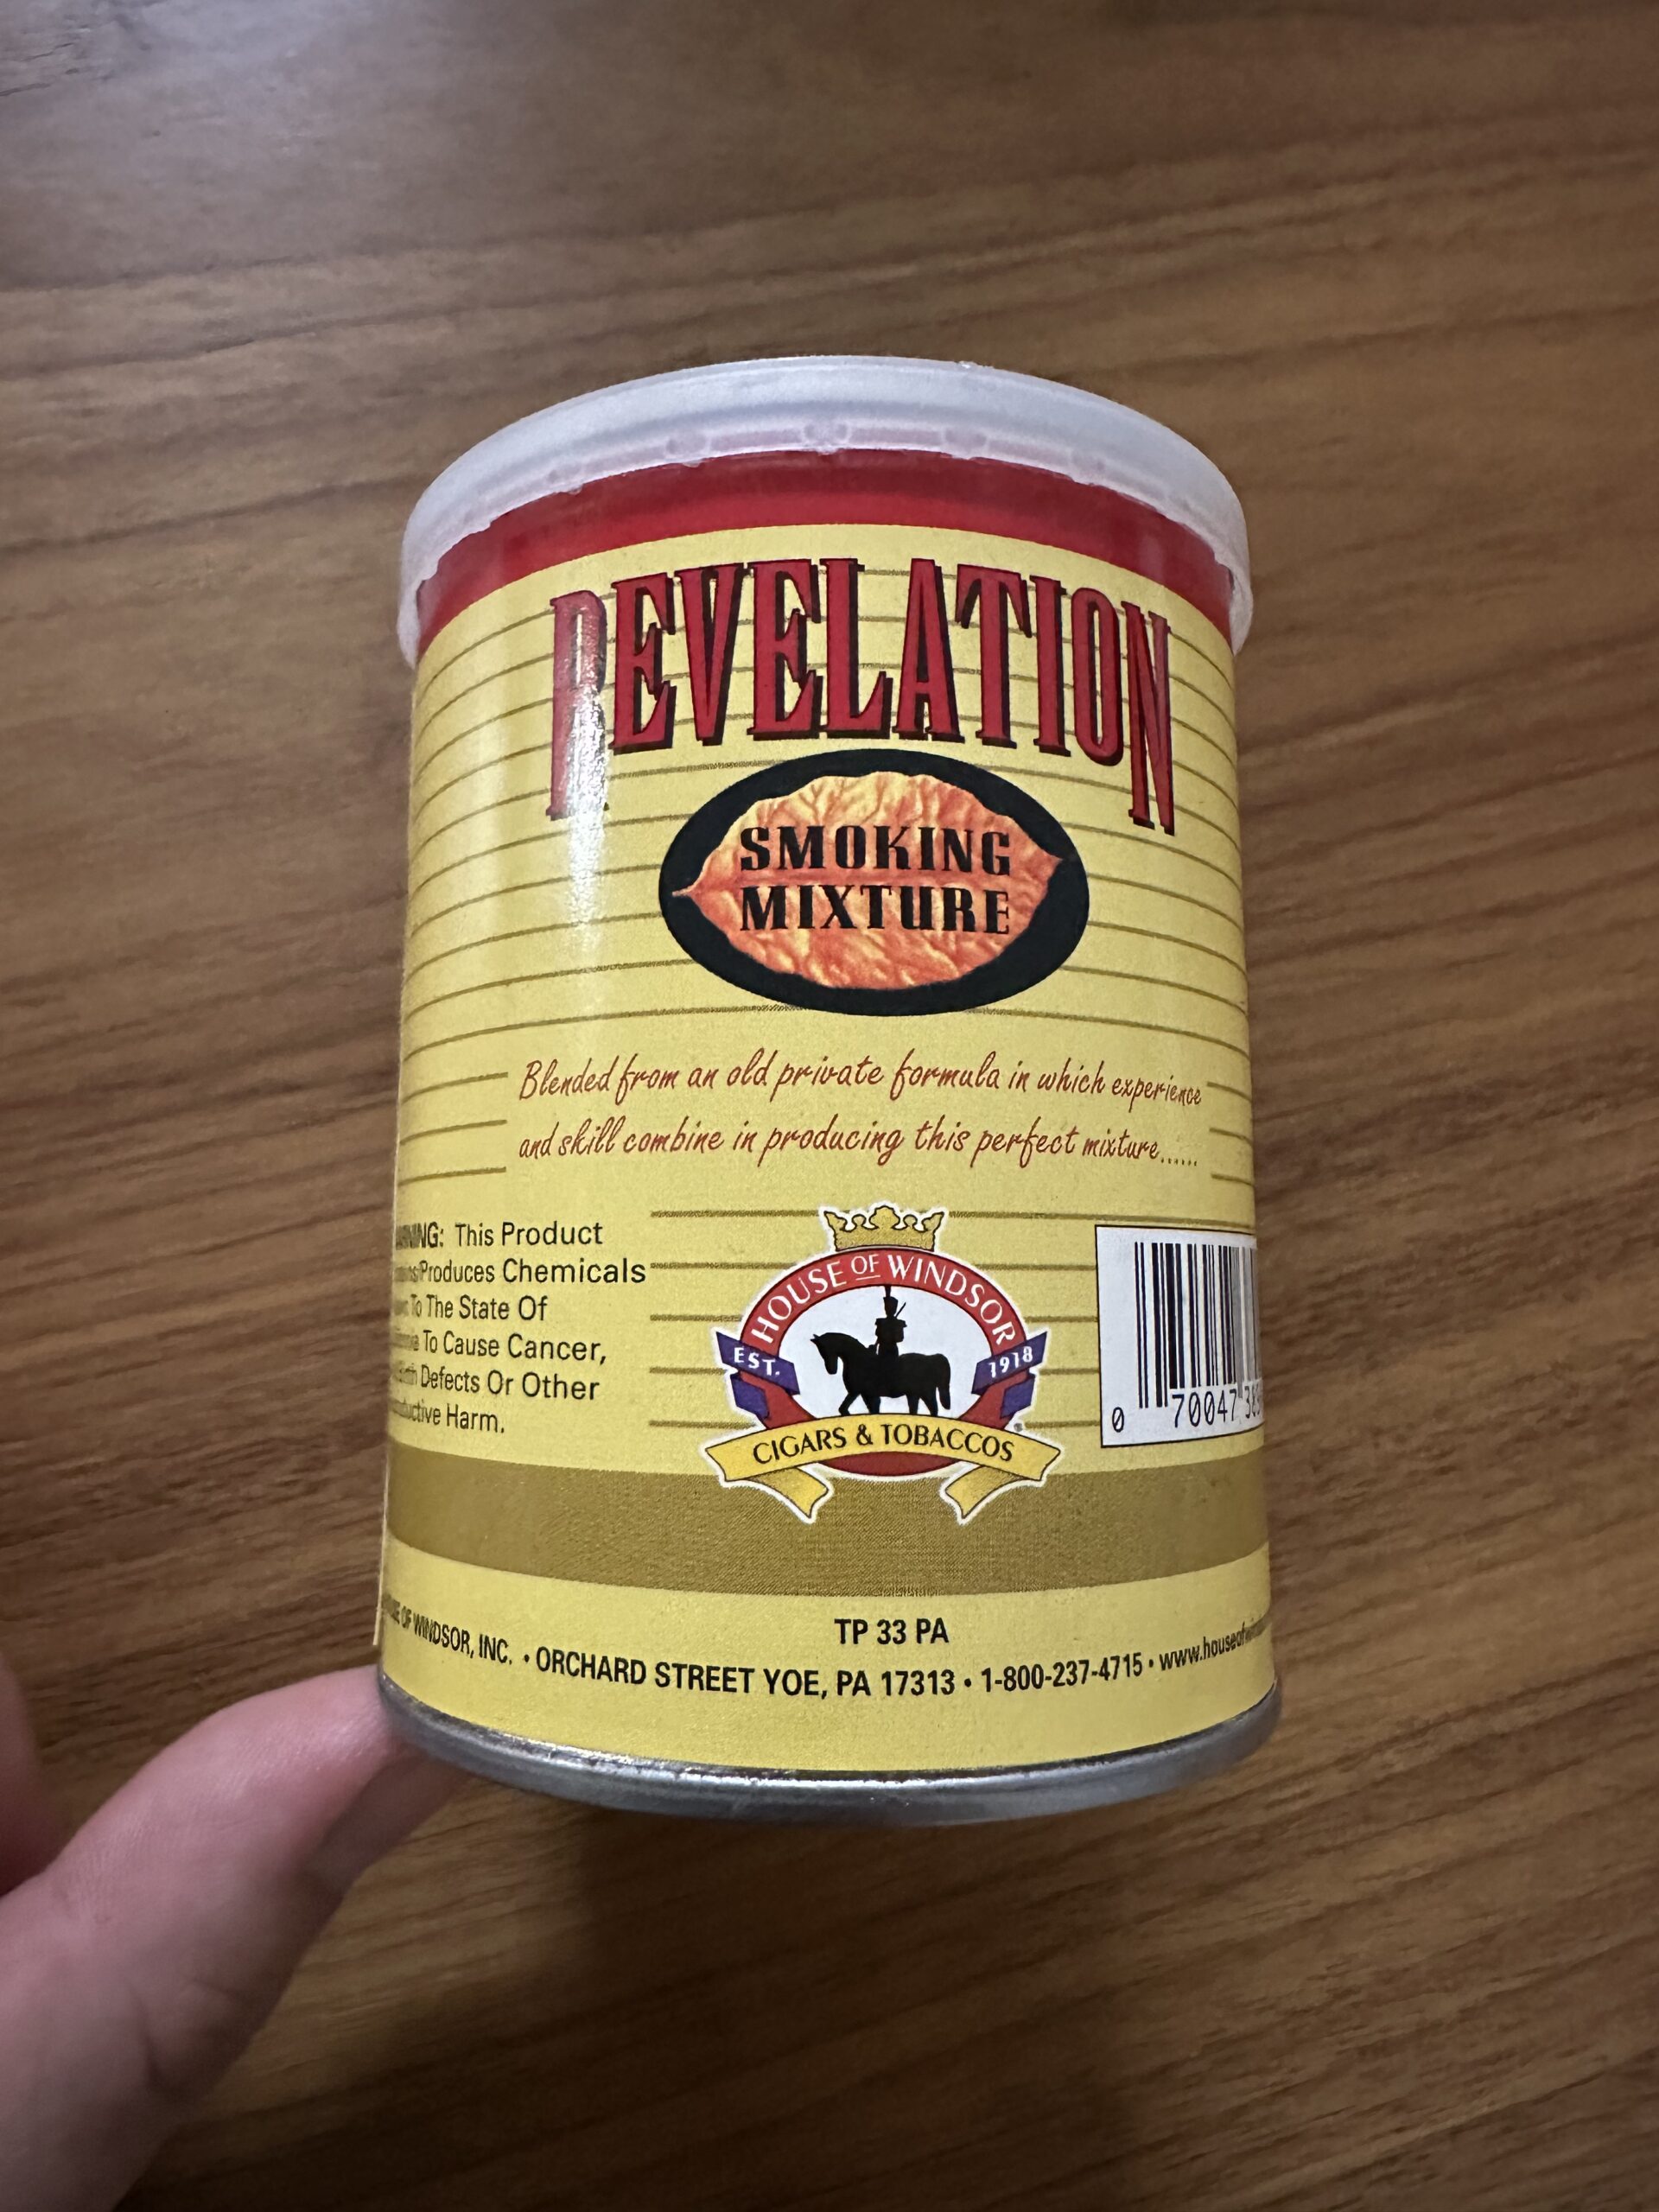 REVELATION
SMOKING
MIXTURE
Blended from an old private formula in which experience
and skill combine in producing this perfect mixture......
This Product
Produces Chemicals
To The State Of
To Cause Cancer,
Defects Or Other
Harm.
HOUSE OF WINDSOR
EST. 1918
CIGARS & TOBACCOS
0 70047
TP 33 PA
OF WINDSOR, INC. • ORCHARD STREET YOE, PA 17313 • 1-800-237-4715 •